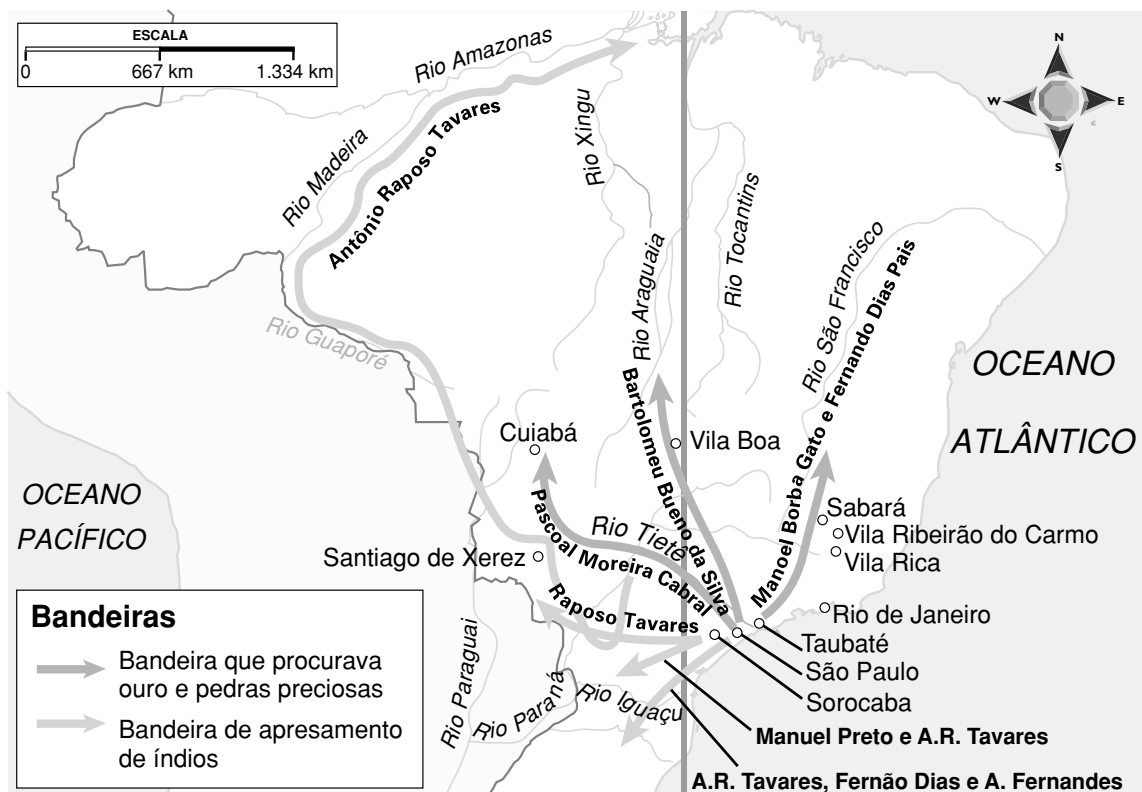 ESCALA
0 667 km 1.334 km
N
W E
S
Rio Amazonas
Rio Madeira
Antônio Raposo Tavares
Rio Xingu
Rio Guaporé
Rio Araguaia
Rio Tocantins
Rio São Francisco
Manoel Borba Gato e Fernando Dias Pais
Bartolomeu Bueno da Silva
OCEANO
ATLÂNTICO
OCEANO
PACÍFICO
Cuiabá
Vila Boa
Pascoal Moreira Cabral
Rio Tietê
Sabará
Vila Ribeirão do Carmo
Vila Rica
Santiago de Xerez
Raposo Tavares
Rio de Janeiro
Taubaté
São Paulo
Sorocaba
Rio Paraguai
Rio Paraná
Rio Iguaçu
Manuel Preto e A.R. Tavares
A.R. Tavares, Fernão Dias e A. Fernandes
Bandeiras
Bandeira que procurava
ouro e pedras preciosas
Bandeira de apresamento
de índios